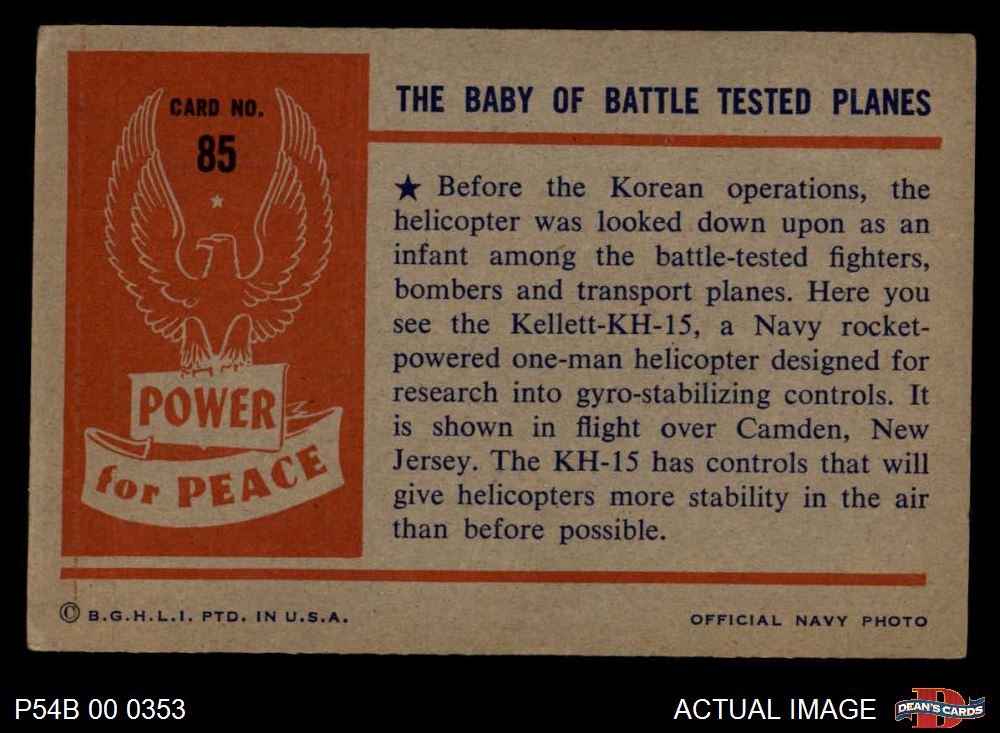 CARD NO.
85
POWER
for PEACE
THE BABY OF BATTLE TESTED PLANES
★ Before the Korean operations, the
helicopter was looked down upon as an
infant among the battle-tested fighters,
bombers and transport planes. Here you
see the Kellett-KH-15, a Navy rocket-
powered one-man helicopter designed for
research into gyro-stabilizing controls. It
is shown in flight over Camden, New
Jersey. The KH-15 has controls that will
give helicopters more stability in the air
than before possible.
© B.G.H.L.I. PTD. IN U.S.A.
OFFICIAL NAVY PHOTO
P54B 00 0353
ACTUAL IMAGE
D
DEAN'S CARDS